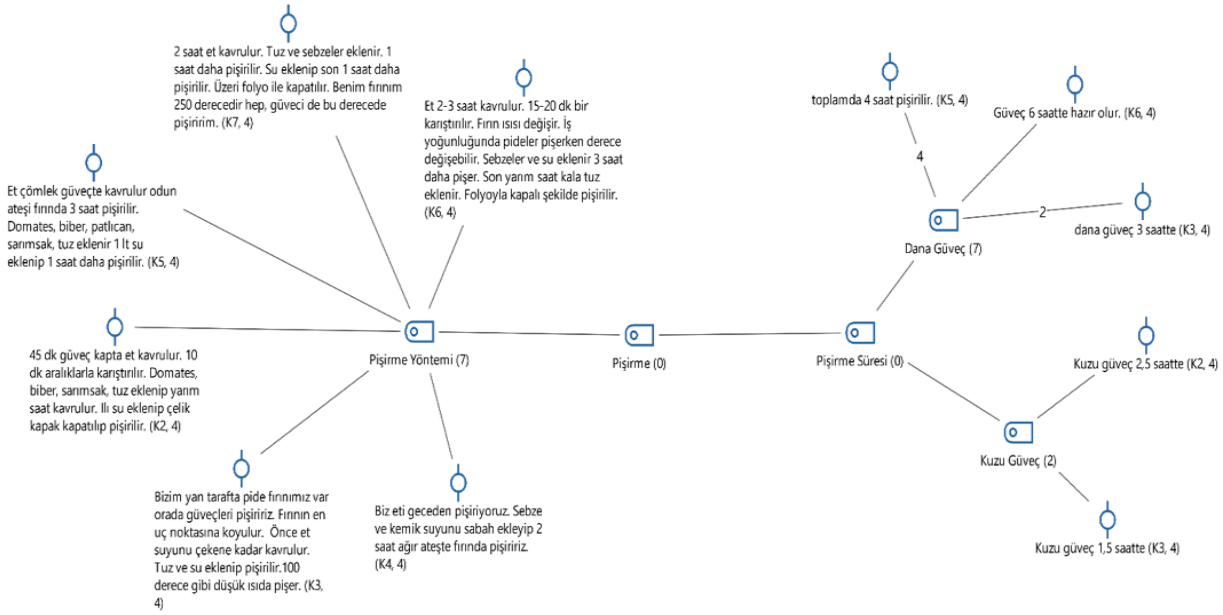 2 saat et kavrulur. Tuz ve sebzeler eklenir. 1
saat daha pişirilir. Su eklenip son 1 saat daha
pişirilir. Üzeri folyo ile kapatılır. Benim fırınım
250 derecedir hep, güveci de bu derecede
pişiririm. (K7, 4)
Et 2-3 saat kavrulur. 15-20 dk bir
karıştırılır. Fırın ısısı değişir. İş
yoğunluğunda pideler pişerken derece
değişebilir. Sebzeler ve su eklenir 3 saat
daha pişer. Son yarım saat kala tuz
eklenir. Folyoyla kapalı şekilde pişirilir.
(K6, 4)
Et çömlek güveçte kavrulur odun
ateşi fırında 3 saat pişirilir.
Domates, biber, patlıcan,
sarımsak, tuz eklenir 1 lt su
eklenip 1 saat daha pişirilir. (K5, 4)
45 dk güveç kapta et kavrulur. 10
dk aralıklarla karıştırılır. Domates,
biber, sarımsak, tuz eklenip yarım
saat kavrulur. Ilı su eklenip çelik
kapak kapatılıp pişirilir. (K2, 4)
Bizim yan tarafta pide fırınımız var
orada güveçleri pişiririz. Fırının en
uç noktasına koyulur. Önce et
suyunu çekene kadar kavrulur.
Tuz ve su eklenip pişirilir.100
derece gibi düşük ısıda pişer. (K3,
4)
Biz eti geceden pişiriyoruz. Sebze
ve kemik suyunu sabah ekleyip 2
saat ağır ateşte fırında pişiririz.
(K4, 4)
Pişirme Yöntemi (7)
Pişirme (0)
Pişirme Süresi (0)
toplamda 4 saat pişirilir. (K5, 4)
4
Güveç 6 saatte hazır olur. (K6, 4)
2
dana güveç 3 saatte (K3, 4)
Dana Güveç (7)
Kuzu güveç 2,5 saatte (K2, 4)
Kuzu Güveç (2)
Kuzu güveç 1,5 saatte (K3, 4)